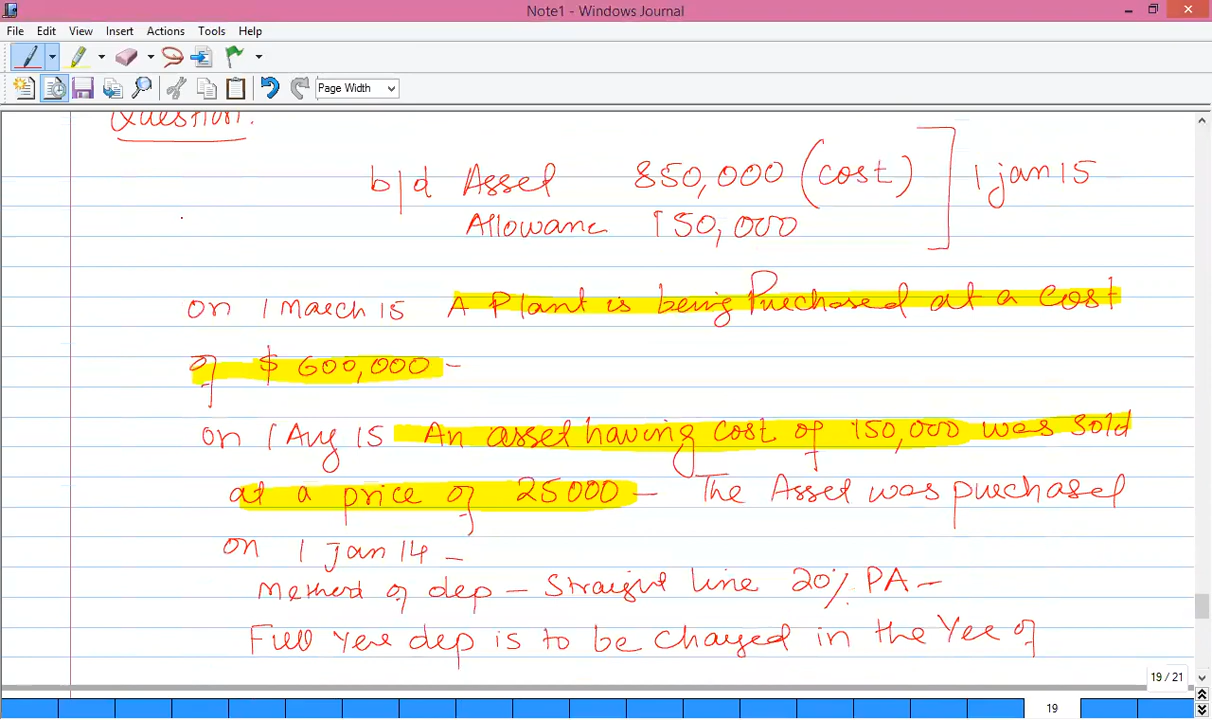 Note1 - Windows Journal
File Edit View Insert Actions Tools Help
Page Width
Question.
b/d Asset 850,000 (cost) 1 jan 15
Allowanc 150,000
on 1 March 15 A Plant is being Purchased at a cost
of $ 600,000 -
on 1 Aug 15 An asset having cost of 150,000 was sold
at a price of 25000 - The Asset was purchased
on 1 jan 14 -
Method of dep - Straight line 20% PA -
Full Year dep is to be charged in the Yee of
19 / 21
19